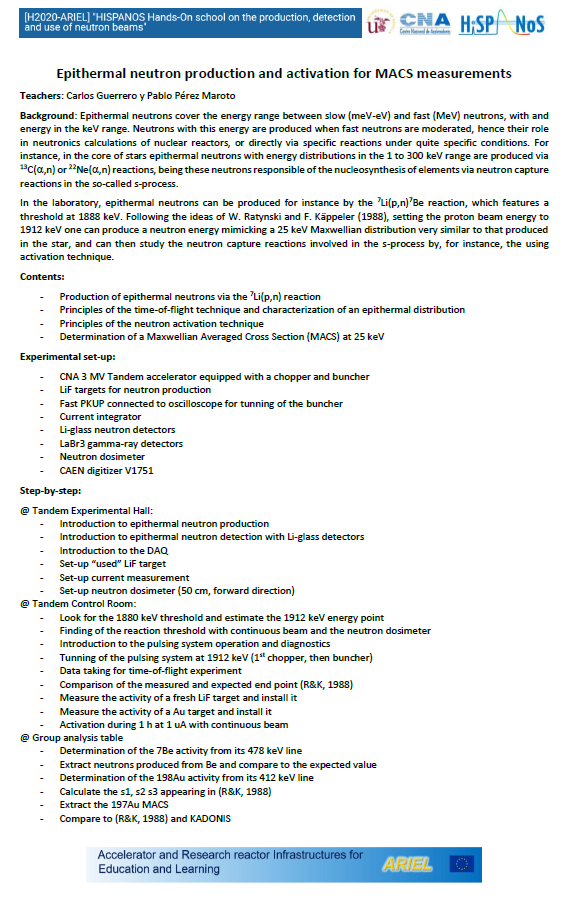 [H2020-ARIEL] "HISPANOS Hands-On school on the production, detection
and use of neutron beams"
CNA
Centro Nacional de Aceleradores
HiSPANoS
Epithermal neutron production and activation for MACS measurements
Teachers: Carlos Guerrero y Pablo Pérez Maroto
Background: Epithermal neutrons cover the energy range between slow (meV-eV) and fast (MeV) neutrons, with and
energy in the keV range. Neutrons with this energy are produced when fast neutrons are moderated, hence their role
in neutronics calculations of nuclear reactors, or directly via specific reactions under quite specific conditions. For
instance, in the core of stars epithermal neutrons with energy distributions in the 1 to 300 keV range are produced via
¹³C(α,n) or ²²Ne(α,n) reactions, being these neutrons responsible of the nucleosynthesis of elements via neutron capture
reactions in the so-called s-process.
In the laboratory, epithermal neutrons can be produced for instance by the ⁷Li(p,n)⁷Be reaction, which features a
threshold at 1888 keV. Following the ideas of W. Ratynski and F. Käppeler (1988), setting the proton beam energy to
1912 keV one can produce a neutron energy mimicking a 25 keV Maxwellian distribution very similar to that produced
in the star, and can then study the neutron capture reactions involved in the s-process by, for instance, the using
activation technique.
Contents:
- Production of epithermal neutrons via the ⁷Li(p,n) reaction
- Principles of the time-of-flight technique and characterization of an epithermal distribution
- Principles of the neutron activation technique
- Determination of a Maxwellian Averaged Cross Section (MACS) at 25 keV
Experimental set-up:
- CNA 3 MV Tandem accelerator equipped with a chopper and buncher
- LiF targets for neutron production
- Fast PKUP connected to oscilloscope for tunning of the buncher
- Current integrator
- Li-glass neutron detectors
- LaBr3 gamma-ray detectors
- Neutron dosimeter
- CAEN digitizer V1751
Step-by-step:
@ Tandem Experimental Hall:
- Introduction to epithermal neutron production
- Introduction to epithermal neutron detection with Li-glass detectors
- Introduction to the DAQ
- Set-up “used” LiF target
- Set-up current measurement
- Set-up neutron dosimeter (50 cm, forward direction)
@ Tandem Control Room:
- Look for the 1880 keV threshold and estimate the 1912 keV energy point
- Finding of the reaction threshold with continuous beam and the neutron dosimeter
- Introduction to the pulsing system operation and diagnostics
- Tunning of the pulsing system at 1912 keV (1ˢᵗ chopper, then buncher)
- Data taking for time-of-flight experiment
- Comparison of the measured and expected end point (R&K, 1988)
- Measure the activity of a fresh LiF target and install it
- Measure the activity of a Au target and install it
- Activation during 1 h at 1 uA with continuous beam
@ Group analysis table
- Determination of the 7Be activity from its 478 keV line
- Extract neutrons produced from Be and compare to the expected value
- Determination of the 198Au activity from its 412 keV line
- Calculate the s1, s2 s3 appearing in (R&K, 1988)
- Extract the 197Au MACS
- Compare to (R&K, 1988) and KADONIS
Accelerator and Research reactor Infrastructures for
Education and Learning
ARIEL